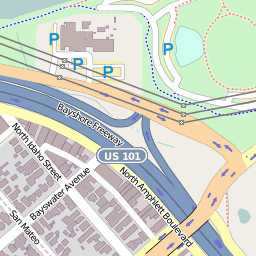 P
P
P
P
Bayshore Freeway
US 101
North Idaho Street
Bayswater Avenue
North Amphlett Boulevard
San Mateo